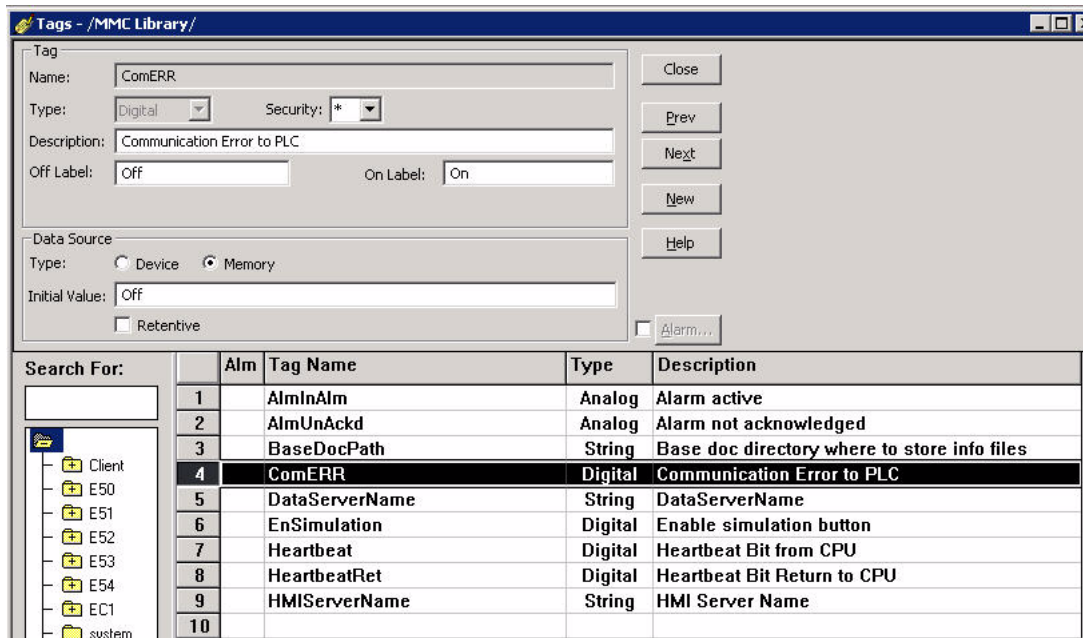 Tags - /MMC Library/
Tag
Name: ComERR
Type: Digital Security: *
Description: Communication Error to PLC
Off Label: Off On Label: On
Close
Prev
Next
New
Help
Data Source
Type: Device Memory
Initial Value: Off
Retentive
Alarm...
Search For:
Client
E50
E51
E52
E53
E54
EC1
system
Alm Tag Name Type Description
1 AlmInAlm Analog Alarm active
2 AlmUnAckd Analog Alarm not acknowledged
3 BaseDocPath String Base doc directory where to store info files
4 ComERR Digital Communication Error to PLC
5 DataServerName String DataServerName
6 EnSimulation Digital Enable simulation button
7 Heartbeat Digital Heartbeat Bit from CPU
8 HeartbeatRet Digital Heartbeat Bit Return to CPU
9 HMIServerName String HMI Server Name
10